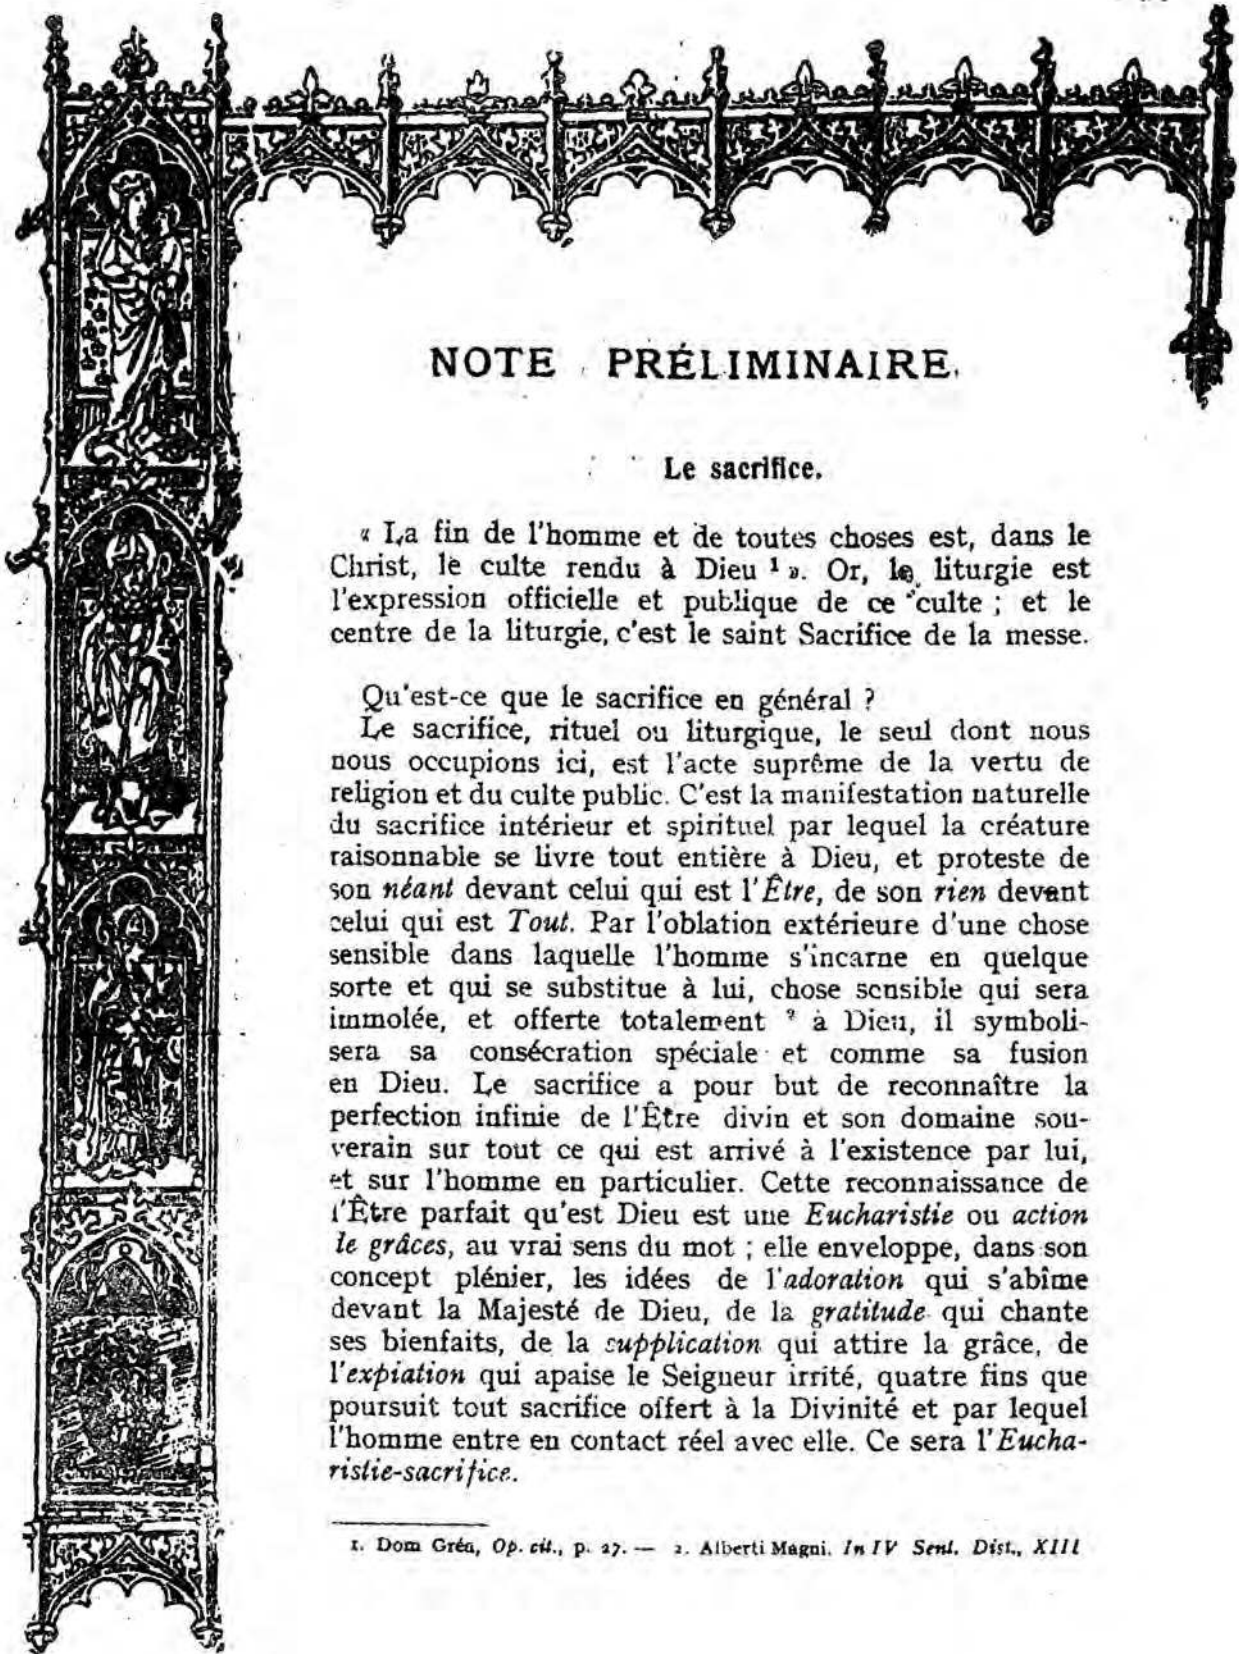 NOTE PRÉLIMINAIRE.
Le sacrifice.
« La fin de l'homme et de toutes choses est, dans le
Christ, le culte rendu à Dieu ¹ ». Or, la liturgie est
l'expression officielle et publique de ce culte ; et le
centre de la liturgie, c'est le saint Sacrifice de la messe.
Qu'est-ce que le sacrifice en général ?
Le sacrifice, rituel ou liturgique, le seul dont nous
nous occupions ici, est l'acte suprême de la vertu de
religion et du culte public. C'est la manifestation naturelle
du sacrifice intérieur et spirituel par lequel la créature
raisonnable se livre tout entière à Dieu, et proteste de
son néant devant celui qui est l'Être, de son rien devant
celui qui est Tout. Par l'oblation extérieure d'une chose
sensible dans laquelle l'homme s'incarne en quelque
sorte et qui se substitue à lui, chose sensible qui sera
immolée, et offerte totalement ² à Dieu, il symboli-
sera sa consécration spéciale et comme sa fusion
en Dieu. Le sacrifice a pour but de reconnaître la
perfection infinie de l'Être divin et son domaine sou-
verain sur tout ce qui est arrivé à l'existence par lui,
et sur l'homme en particulier. Cette reconnaissance de
l'Être parfait qu'est Dieu est une Eucharistie ou action
de grâces, au vrai sens du mot ; elle enveloppe, dans son
concept plénier, les idées de l'adoration qui s'abîme
devant la Majesté de Dieu, de la gratitude qui chante
ses bienfaits, de la supplication qui attire la grâce, de
l'expiation qui apaise le Seigneur irrité, quatre fins que
poursuit tout sacrifice offert à la Divinité et par lequel
l'homme entre en contact réel avec elle. Ce sera l'Eucha-
ristie-sacrifice.
1. Dom Gréa, Op. cit., p. 27. — 2. Alberti Magni. In IV Sent. Dist., XIII